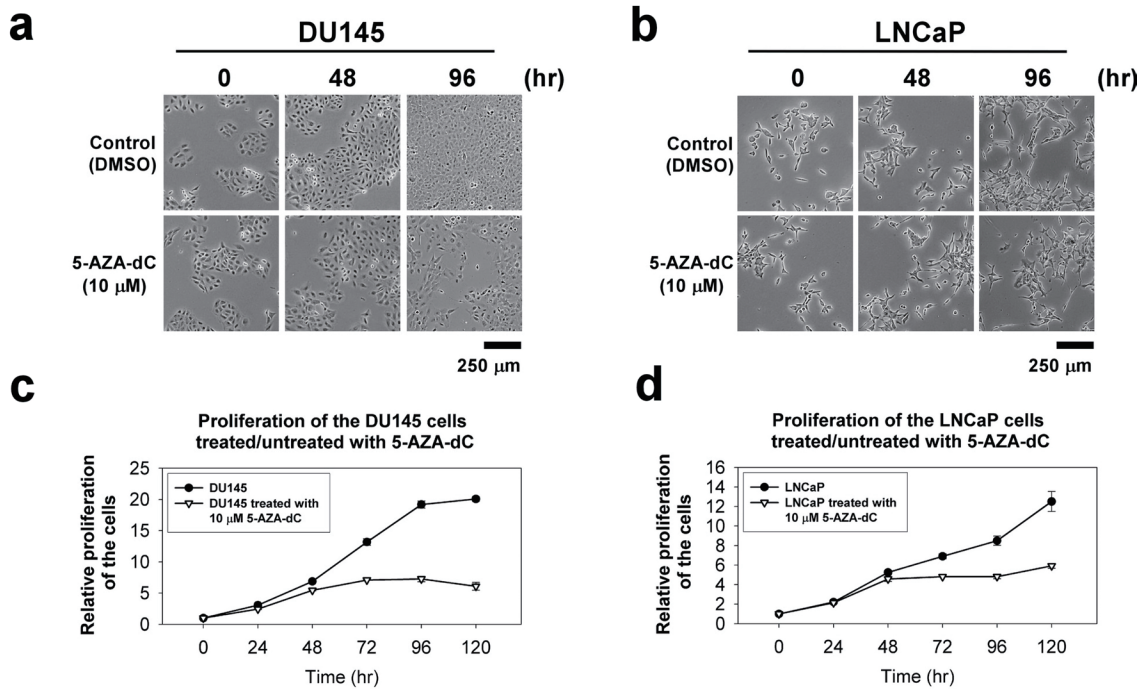 a
DU145
0 48 96 (hr)
Control
(DMSO)
5-AZA-dC
(10 μM)
250 μm
b
LNCaP
0 48 96 (hr)
Control
(DMSO)
5-AZA-dC
(10 μM)
250 μm
c
Proliferation of the DU145 cells
treated/untreated with 5-AZA-dC
Relative proliferation
of the cells
25
20
15
10
5
0
DU145
DU145 treated with
10 μM 5-AZA-dC
0 24 48 72 96 120
Time (hr)
d
Proliferation of the LNCaP cells
treated/untreated with 5-AZA-dC
Relative proliferation
of the cells
16
14
12
10
8
6
4
2
0
LNCaP
LNCaP treated with
10 μM 5-AZA-dC
0 24 48 72 96 120
Time (hr)